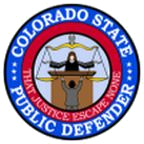 COLORADO STATE
THAT JUSTICE ESCAPE NONE
PUBLIC DEFENDER